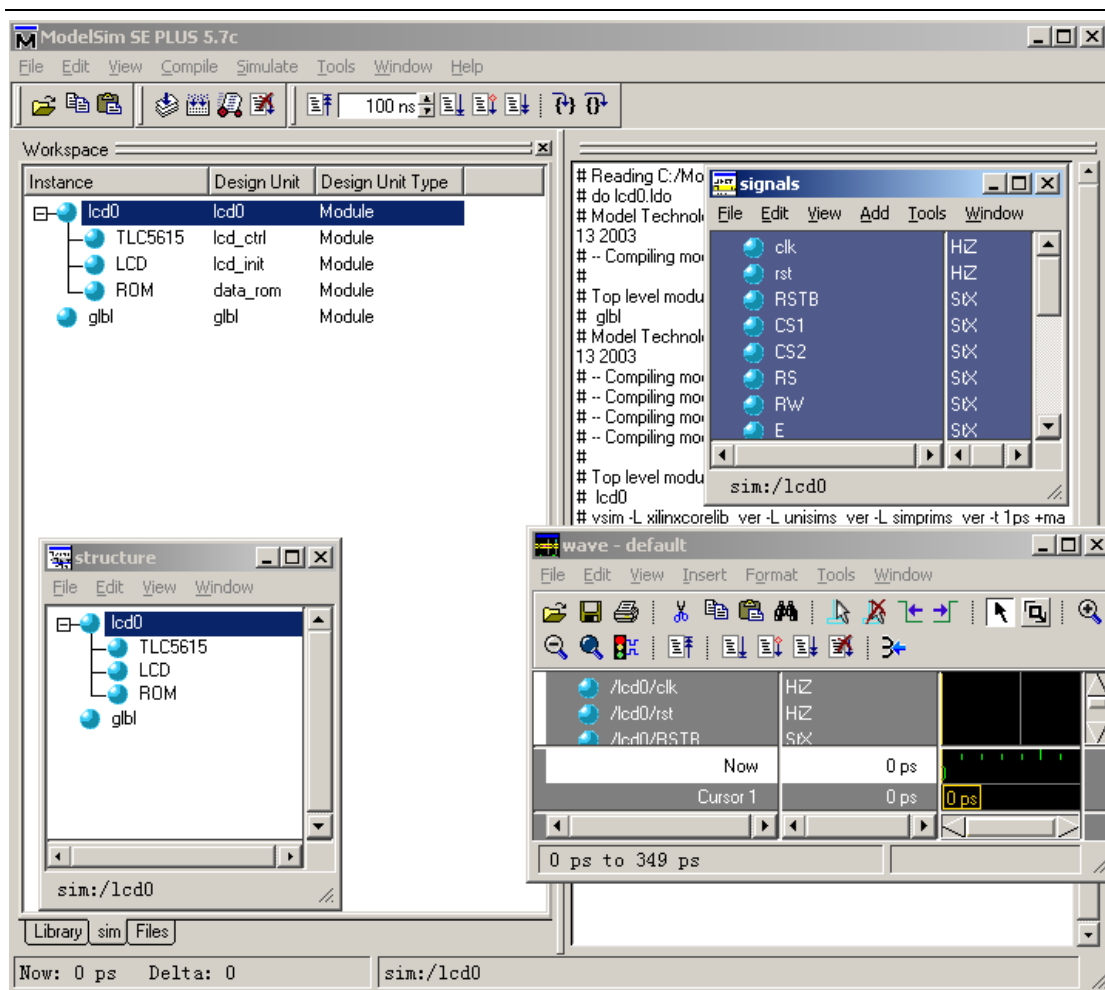 ModelSim SE PLUS 5.7c
File Edit View Compile Simulate Tools Window Help
100 ns
Workspace
Instance Design Unit Design Unit Type
lcd0 lcd0 Module
TLC5615 lcd_ctrl Module
LCD lcd_init Module
ROM data_rom Module
glbl glbl Module
# Reading C:/Mo
# do lcd0.ldo
# Model Technol
13 2003
# -- Compiling mo
#
# Top level modu
# glbl
# Model Technol
13 2003
# -- Compiling mo
# -- Compiling mo
# -- Compiling mo
# -- Compiling mo
#
# Top level modu
# lcd0
# vsim -L xilinxcorelib_ver -L unisims_ver -L simprims_ver -t 1ps +ma
signals
File Edit View Add Tools Window
clk HiZ
rst HiZ
RSTB StX
CS1 StX
CS2 StX
RS StX
RW StX
E StX
sim:/lcd0
structure
File Edit View Window
lcd0
TLC5615
LCD
ROM
glbl
sim:/lcd0
wave - default
File Edit View Insert Format Tools Window
/lcd0/clk HiZ
/lcd0/rst HiZ
/lcd0/RSTB StX
Now 0 ps
Cursor 1 0 ps 0 ps
0 ps to 349 ps
Library sim Files
Now: 0 ps Delta: 0 sim:/lcd0